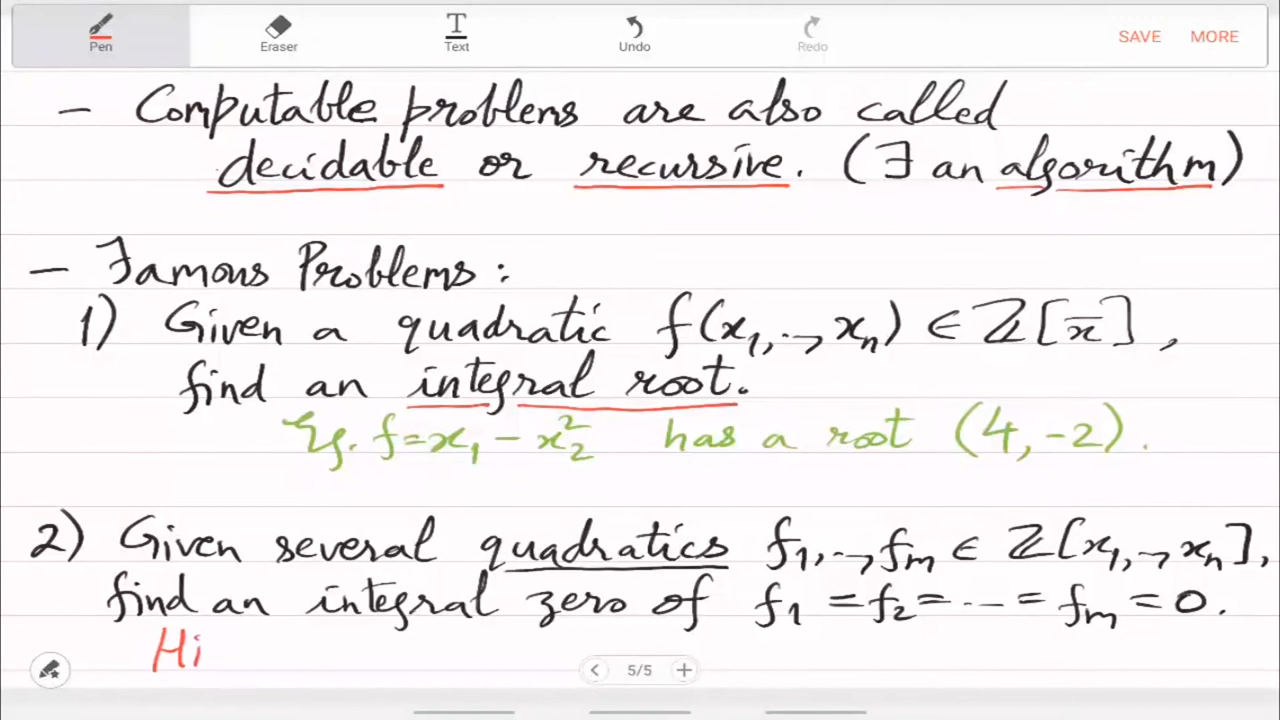 Pen Eraser Text Undo Redo SAVE MORE
- Computable problems are also called
decidable or recursive. (∃ an algorithm)
- Famous Problems:
1) Given a quadratic f(x₁,..,xₙ) ∈ ℤ[x̄],
find an integral root.
Eg. f=x₁-x₂² has a root (4,-2).
2) Given several quadratics f₁,..,fₘ ∈ ℤ[x₁,..,xₙ],
find an integral zero of f₁=f₂=...=fₘ=0.
Hi
5/5